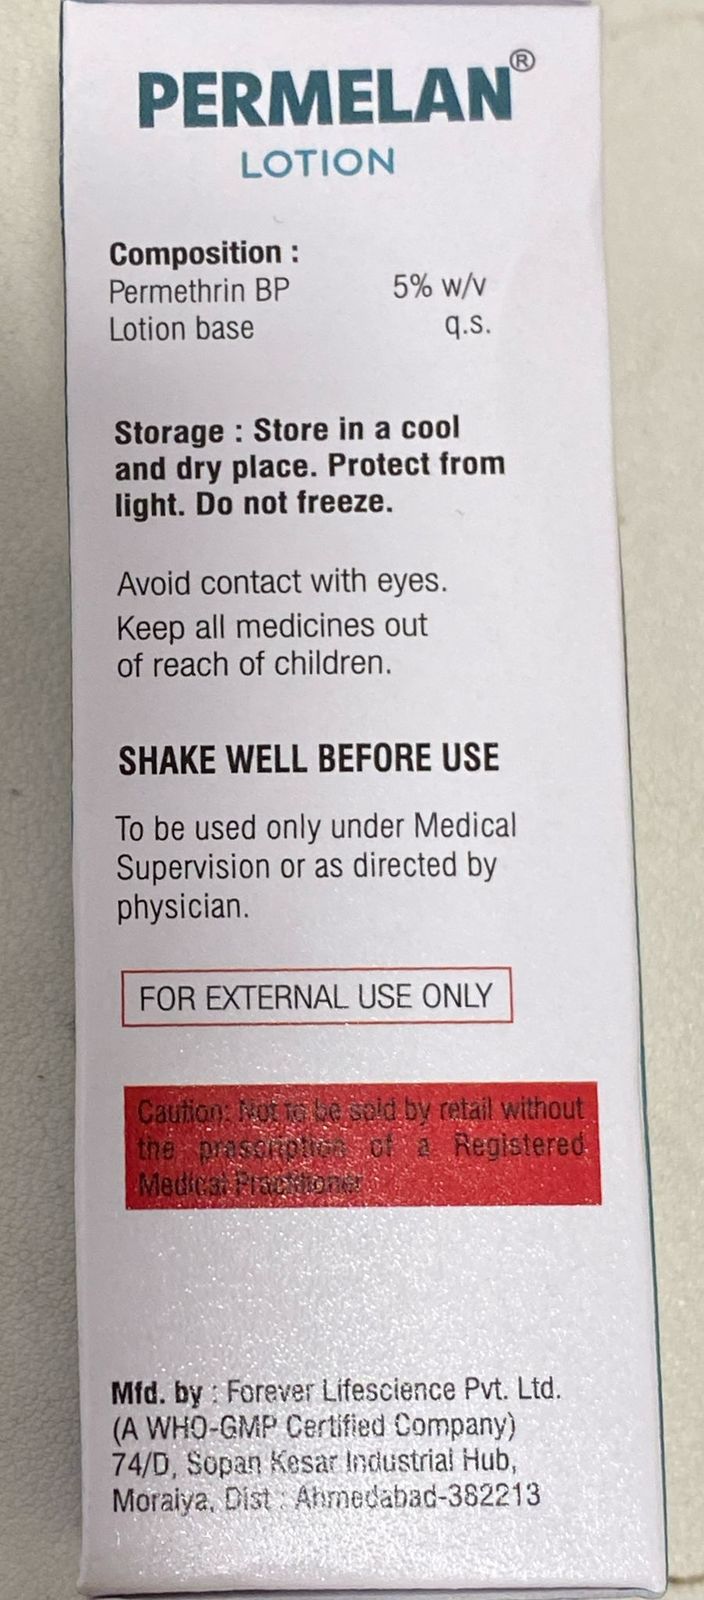 PERMELAN®
LOTION
Composition :
Permethrin BP 5% w/v
Lotion base q.s.
Storage : Store in a cool
and dry place. Protect from
light. Do not freeze.
Avoid contact with eyes.
Keep all medicines out
of reach of children.
SHAKE WELL BEFORE USE
To be used only under Medical
Supervision or as directed by
physician.
FOR EXTERNAL USE ONLY
Caution: Not to be sold by retail without
the prescription of a Registered
Medical Practitioner
Mfd. by : Forever Lifescience Pvt. Ltd.
(A WHO-GMP Certified Company)
74/D, Sopan Kesar Industrial Hub,
Moraiya, Dist : Ahmedabad-382213